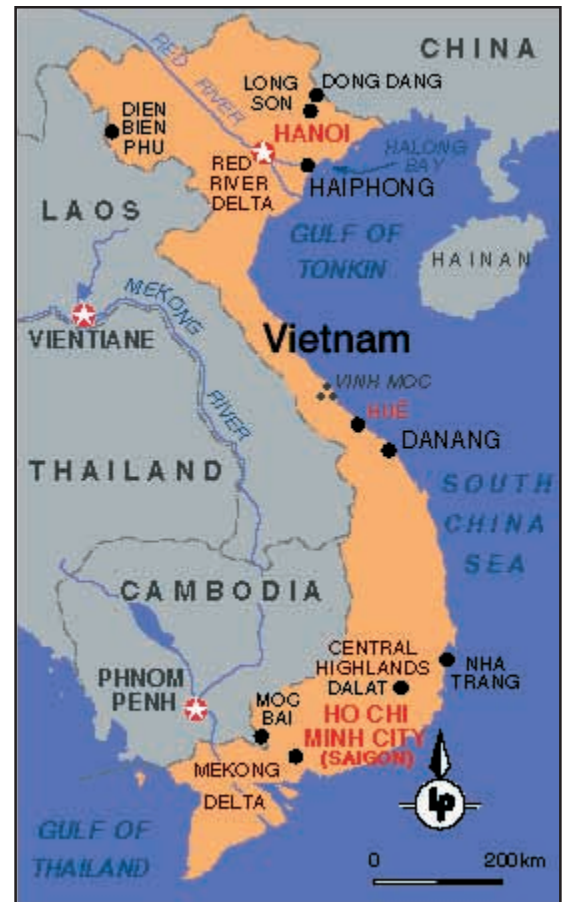 CHINA
RED
RIVER
LONG
SON
DONG DANG
DIEN
BIEN
PHU
HANOI
HALONG
BAY
RED
RIVER
DELTA
HAIPHONG
LAOS
GULF OF
TONKIN
HAINAN
MEKONG
RIVER
VIENTIANE
Vietnam
VINH MOC
HUÊ
DANANG
THAILAND
SOUTH
CHINA
SEA
CAMBODIA
CENTRAL
HIGHLANDS
DALAT
NHA
TRANG
PHNOM
PENH
MOC
BAI
HO CHI
MINH CITY
(SAIGON)
MEKONG
DELTA
LP
GULF OF
THAILAND
0 200km